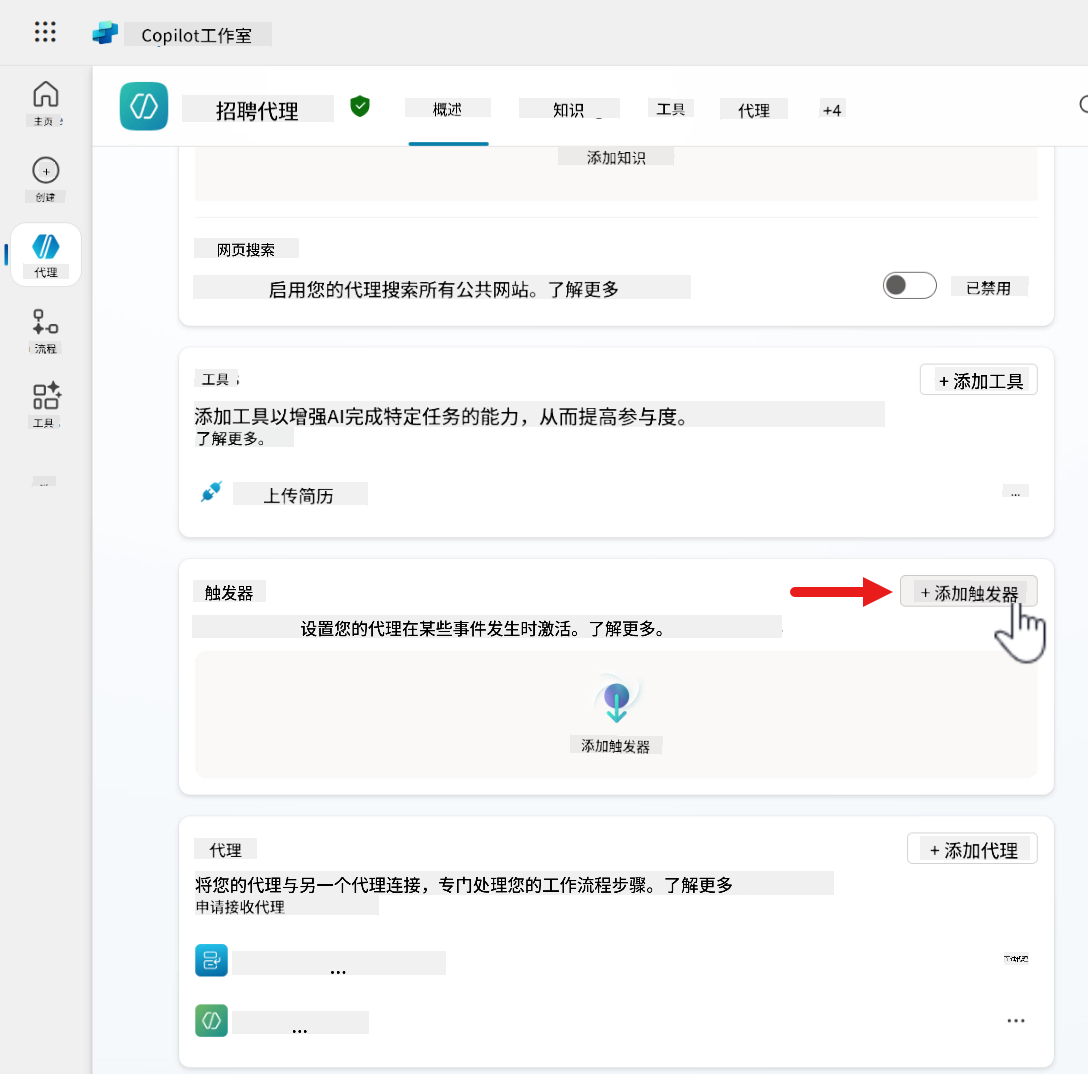 Copilot工作室
招聘代理
概述
知识
工具
代理
+4
主页
创建
代理
流程
工具
添加知识
网页搜索
启用您的代理搜索所有公共网站。了解更多
已禁用
工具
+ 添加工具
添加工具以增强AI完成特定任务的能力，从而提高参与度。
了解更多。
上传简历
...
触发器
+ 添加触发器
设置您的代理在某些事件发生时激活。了解更多。
添加触发器
代理
+ 添加代理
将您的代理与另一个代理连接，专门处理您的工作流程步骤。了解更多
申请接收代理
...
...